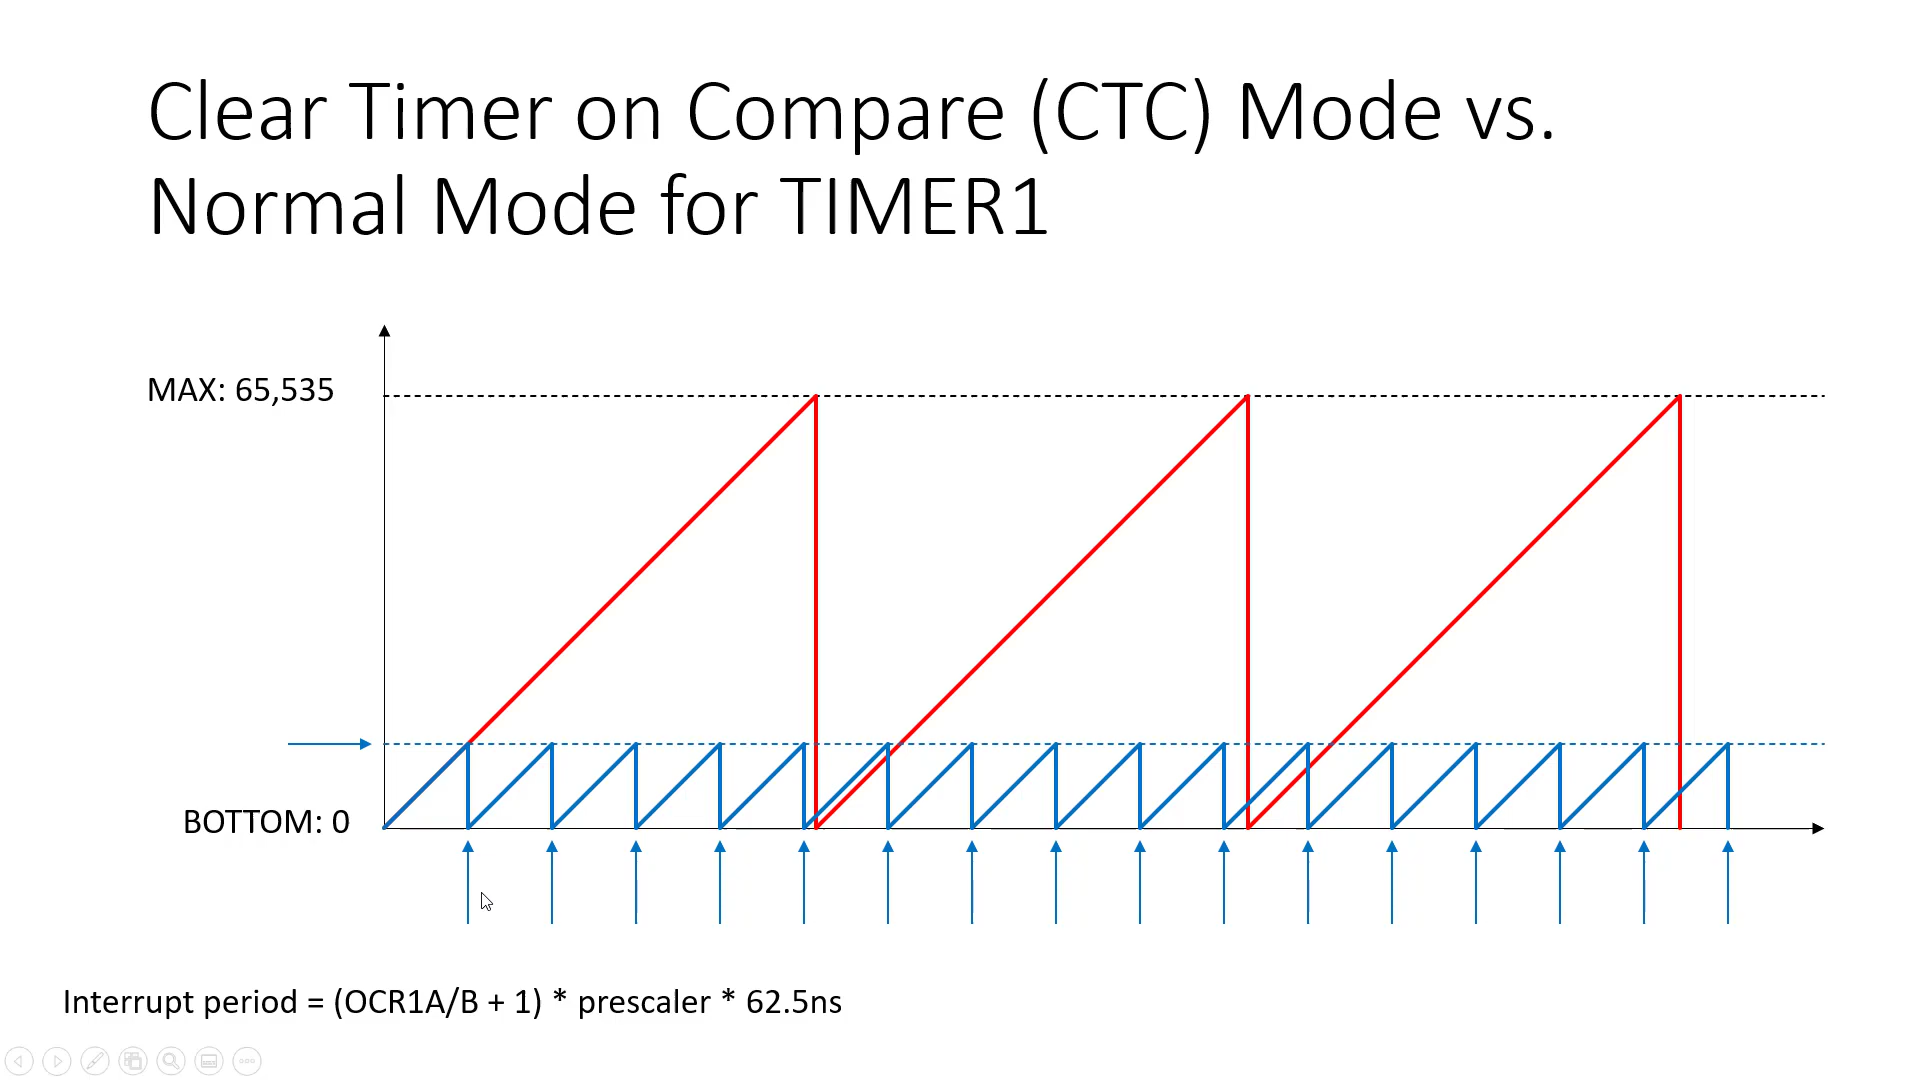 Clear Timer on Compare (CTC) Mode vs.
Normal Mode for TIMER1
MAX: 65,535
BOTTOM: 0
Interrupt period = (OCR1A/B + 1) * prescaler * 62.5ns